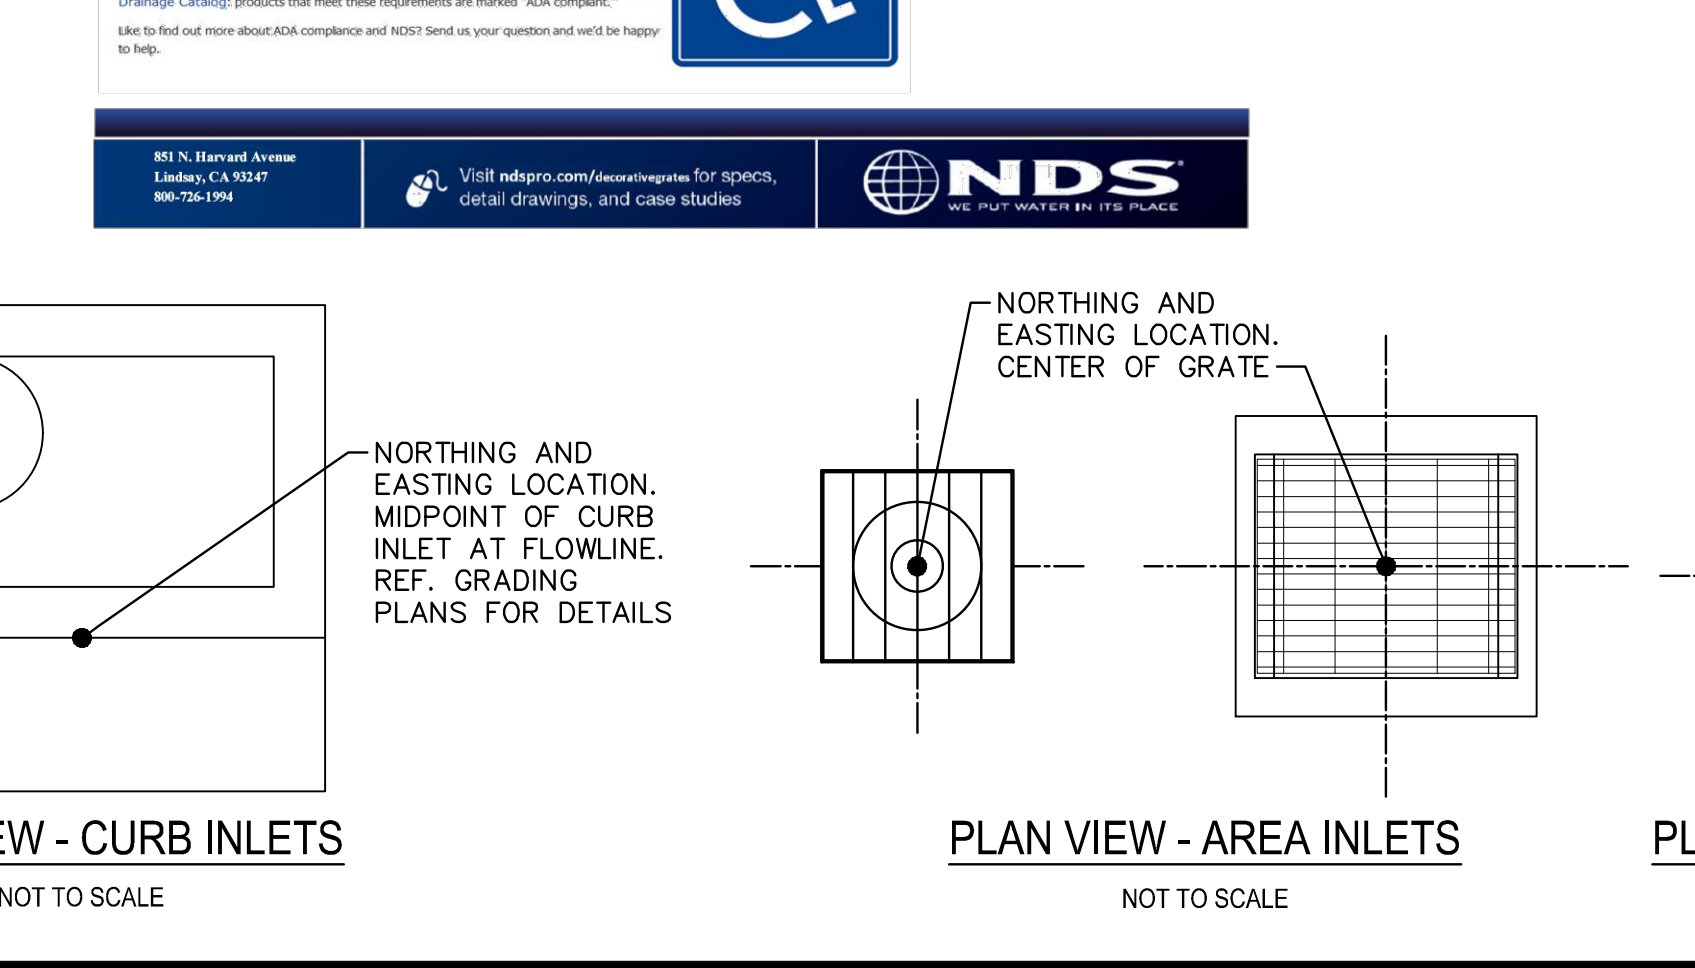 Drainage Catalog: products that meet these requirements are marked "ADA compliant."
Like to find out more about ADA compliance and NDS? Send us your question and we'd be happy
to help.
851 N. Harvard Avenue
Lindsay, CA 93247
800-726-1994
Visit ndspro.com/decorativegrates for specs,
detail drawings, and case studies
NDS
WE PUT WATER IN ITS PLACE
NORTHING AND
EASTING LOCATION.
MIDPOINT OF CURB
INLET AT FLOWLINE.
REF. GRADING
PLANS FOR DETAILS
EW - CURB INLETS
NOT TO SCALE
NORTHING AND
EASTING LOCATION.
CENTER OF GRATE
PLAN VIEW - AREA INLETS
NOT TO SCALE
PL